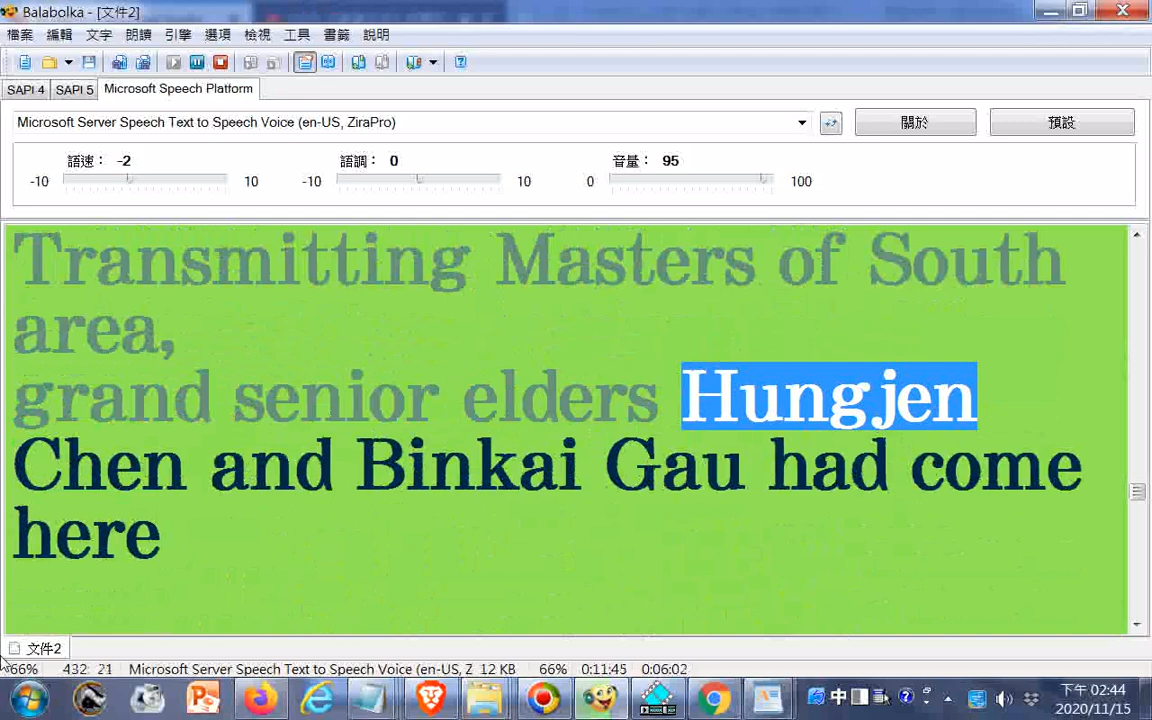 Balabolka - [文件2]
檔案 編輯 文字 朗讀 引擎 選項 檢視 工具 書籤 說明
SAPI 4 SAPI 5 Microsoft Speech Platform
Microsoft Server Speech Text to Speech Voice (en-US, ZiraPro) 關於 預設
語速： -2 語調： 0 音量： 95
-10 10 -10 10 0 100
Transmitting Masters of South
area,
grand senior elders Hungjen
Chen and Binkai Gau had come
here
文件2
66% 432: 21 Microsoft Server Speech Text to Speech Voice (en-US, Z 12 KB 66% 0:11:45 0:06:02
中 下午 02:44
2020/11/15